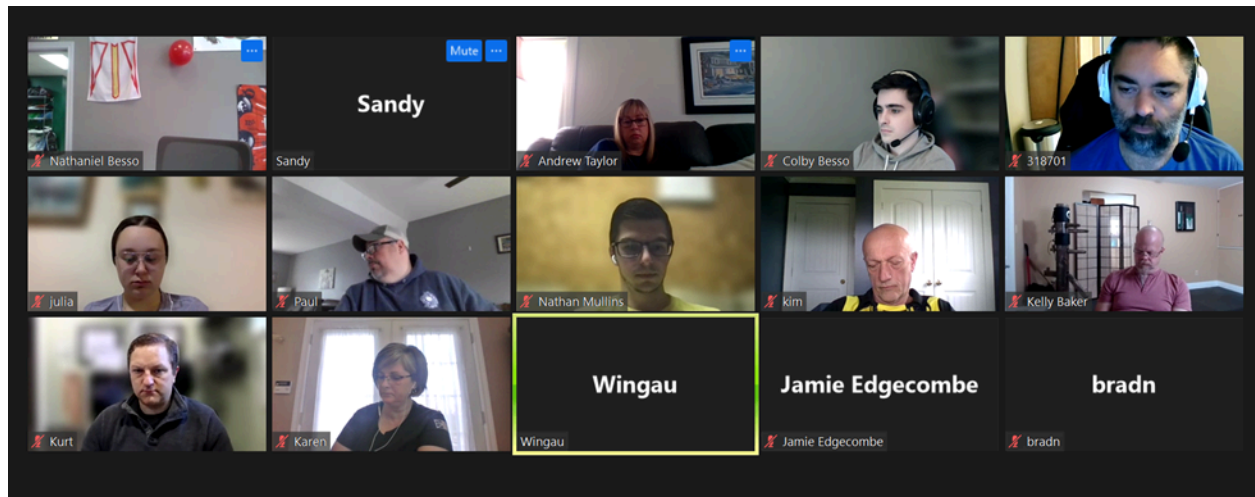 ...
Mute ...
...
Nathaniel Besso
Sandy
Sandy
Andrew Taylor
Colby Besso
318701
julia
Paul
Nathan Mullins
kim
Kelly Baker
Kurt
Karen
Wingau
Wingau
Jamie Edgecombe
Jamie Edgecombe
bradn
bradn